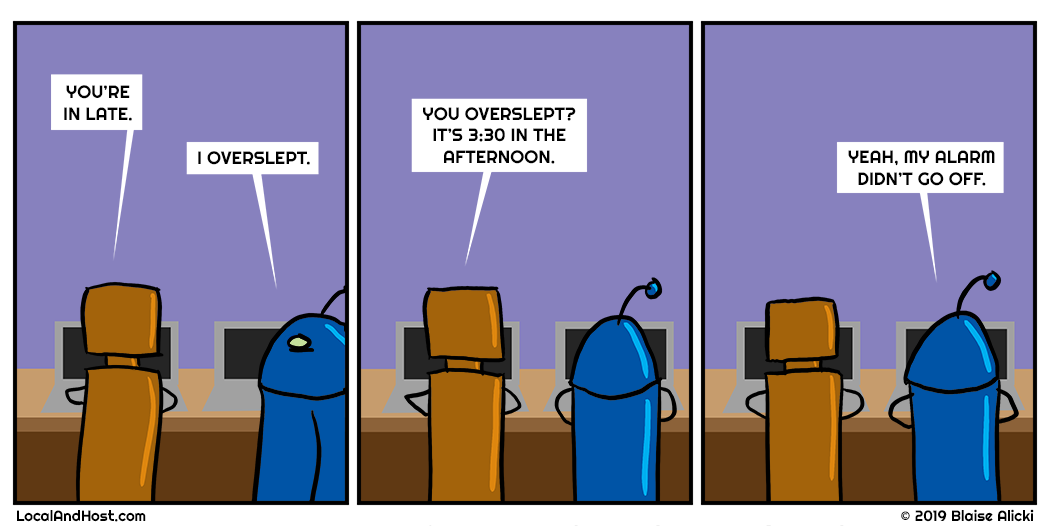 YOU'RE
IN LATE.
I OVERSLEPT.
YOU OVERSLEPT?
IT'S 3:30 IN THE
AFTERNOON.
YEAH, MY ALARM
DIDN'T GO OFF.
LocalAndHost.com
© 2019 Blaise Alicki